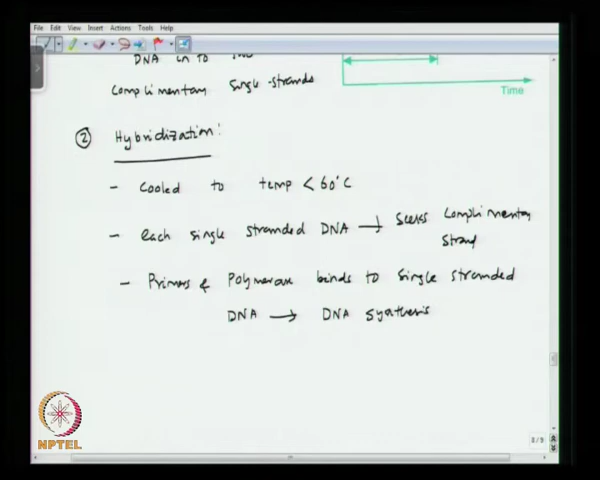 File Edit View Insert Actions Tools Help
DNA in to two
Complimentary Single-strands
Time
② Hybridization:
- Cooled to temp < 60°C
- Each single stranded DNA → Seeks Complimentary
Strand
- Primers & Polymerase binds to single stranded
DNA → DNA Synthesis
NPTEL